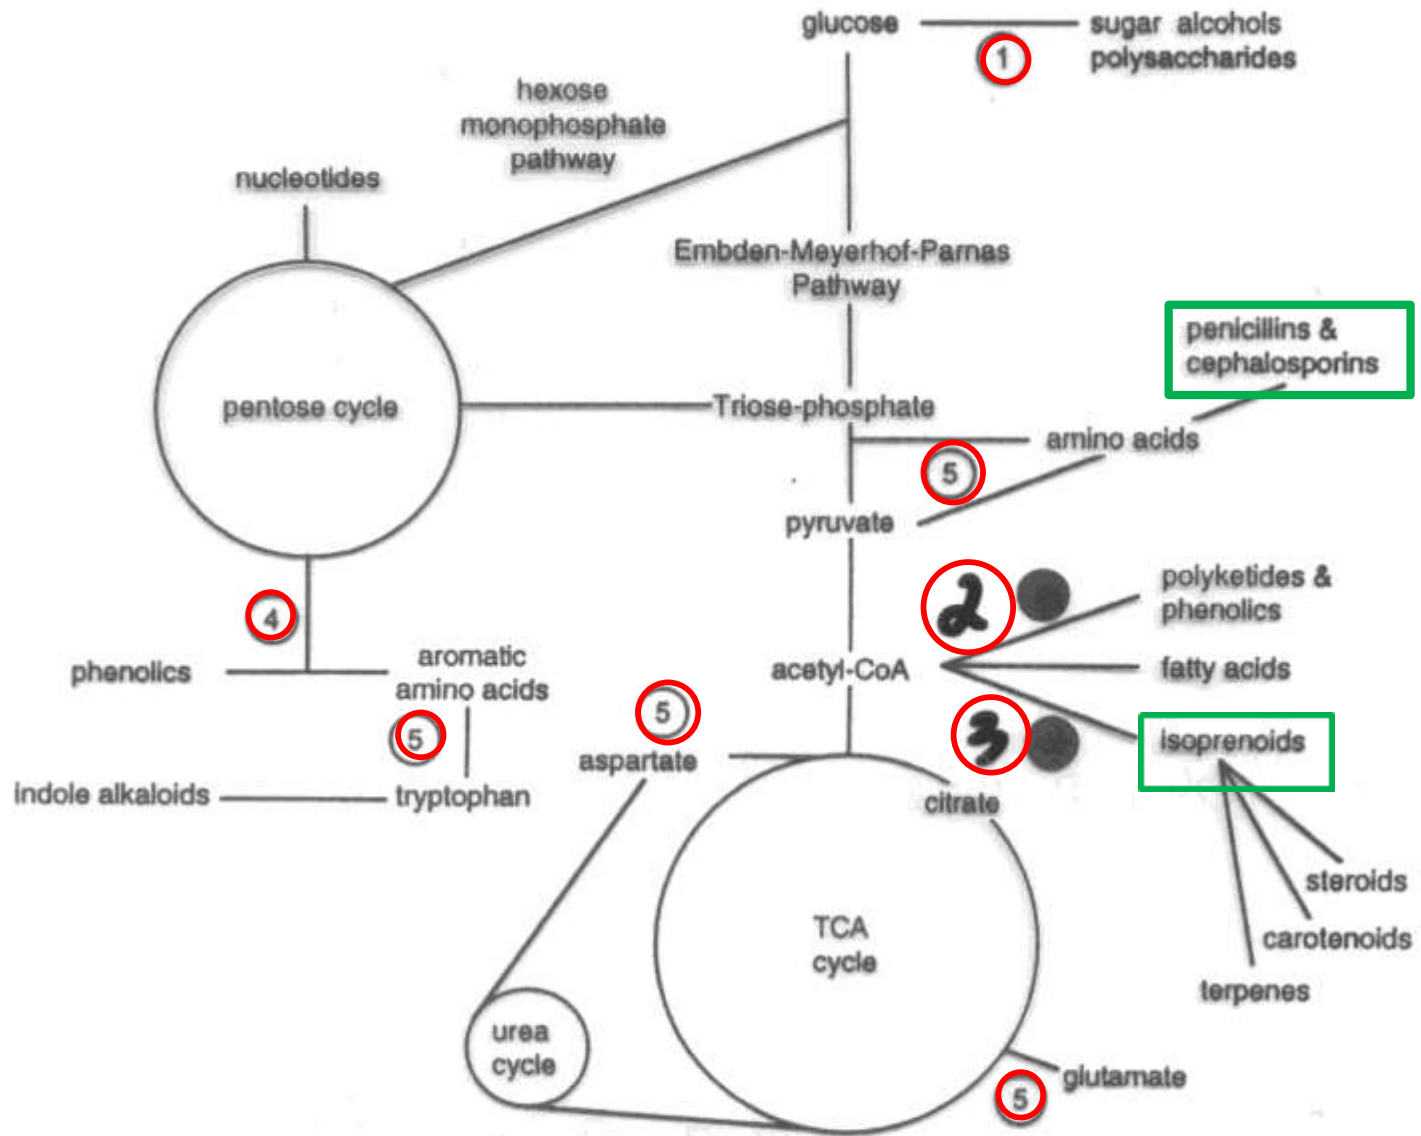 glucose
sugar alcohols
polysaccharides
1
hexose
monophosphate
pathway
nucleotides
Embden-Meyerhof-Parnas
Pathway
penicillins &
cephalosporins
pentose cycle
Triose-phosphate
amino acids
5
pyruvate
2
polyketides &
phenolics
4
phenolics
aromatic
amino acids
acetyl-CoA
fatty acids
5
5
3
isoprenoids
aspartate
indole alkaloids
tryptophan
citrate
steroids
TCA
cycle
carotenoids
terpenes
urea
cycle
glutamate
5